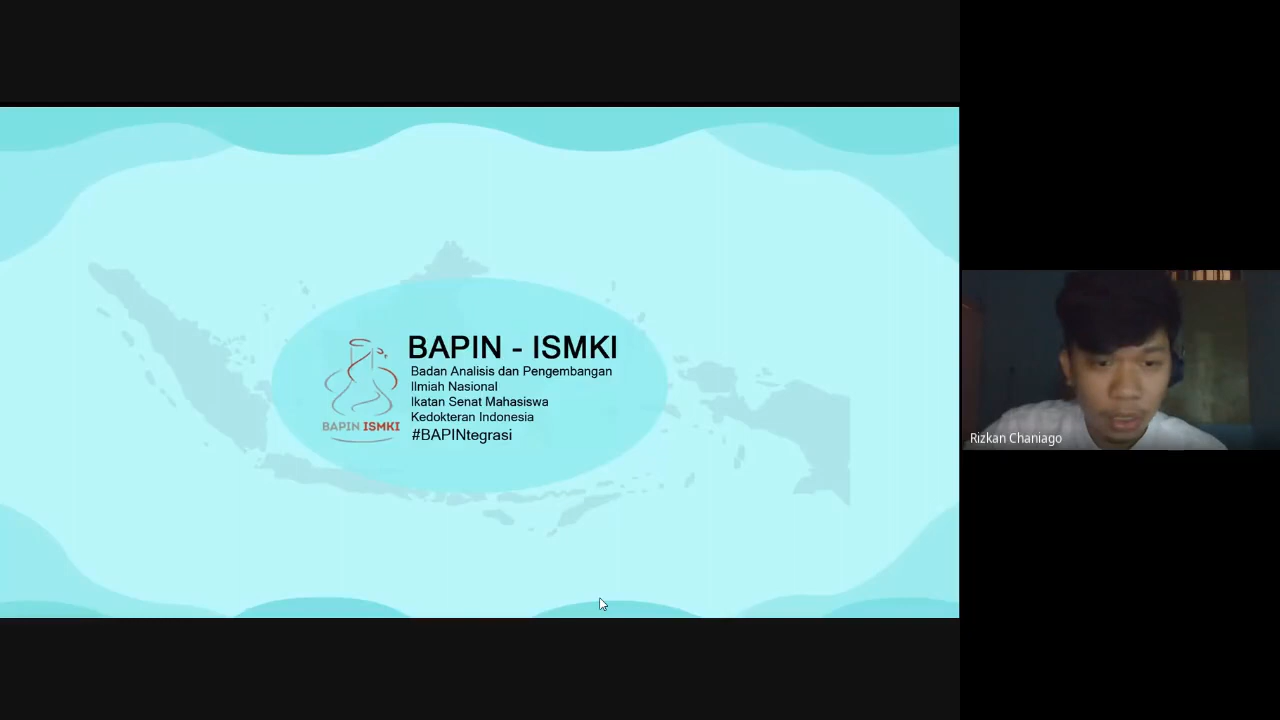 BAPIN - ISMKI
Badan Analisis dan Pengembangan
Ilmiah Nasional
Ikatan Senat Mahasiswa
Kedokteran Indonesia
#BAPINtegrasi
BAPIN ISMKI
Rizkan Chaniago